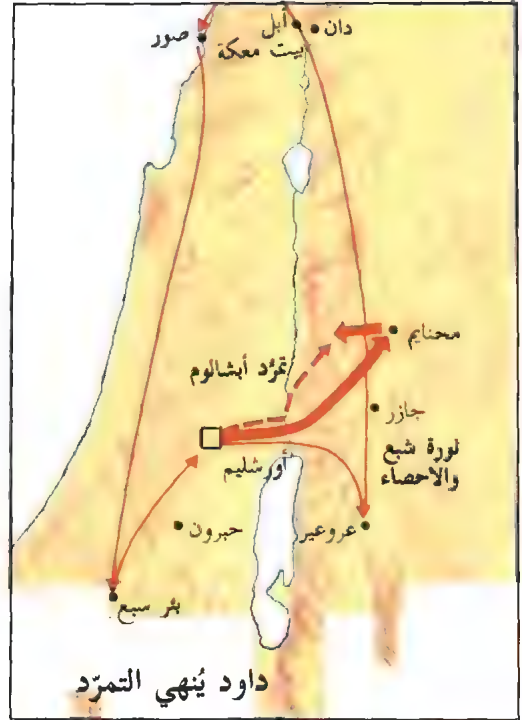 دان
أبل
بيت معكة
صور
محنايم
تمرّد أبشالوم
جازر
ثورة شبع
والاحصاء
أورشليم
حبرون
عروعير
بئر سبع
داود يُنهي التمرّد